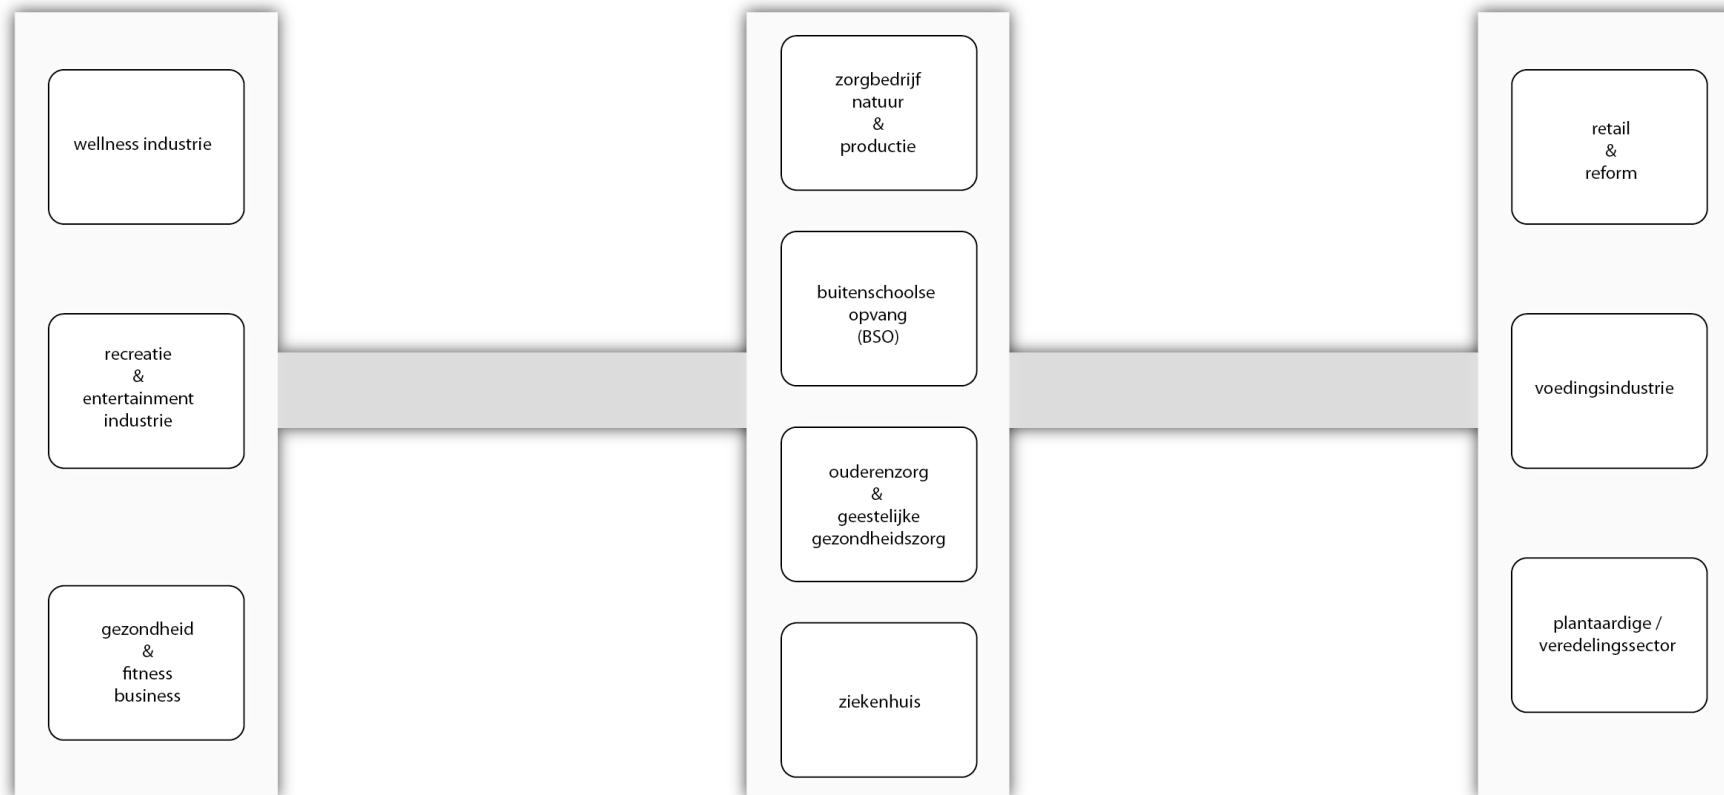 wellness industrie
recreatie
&
entertainment
industrie
gezondheid
&
fitness
business
zorgbedrijf
natuur
&
productie
buitenschoolse
opvang
(BSO)
ouderenzorg
&
geestelijke
gezondheidszorg
ziekenhuis
retail
&
reform
voedingsindustrie
plantaardige /
veredelingssector